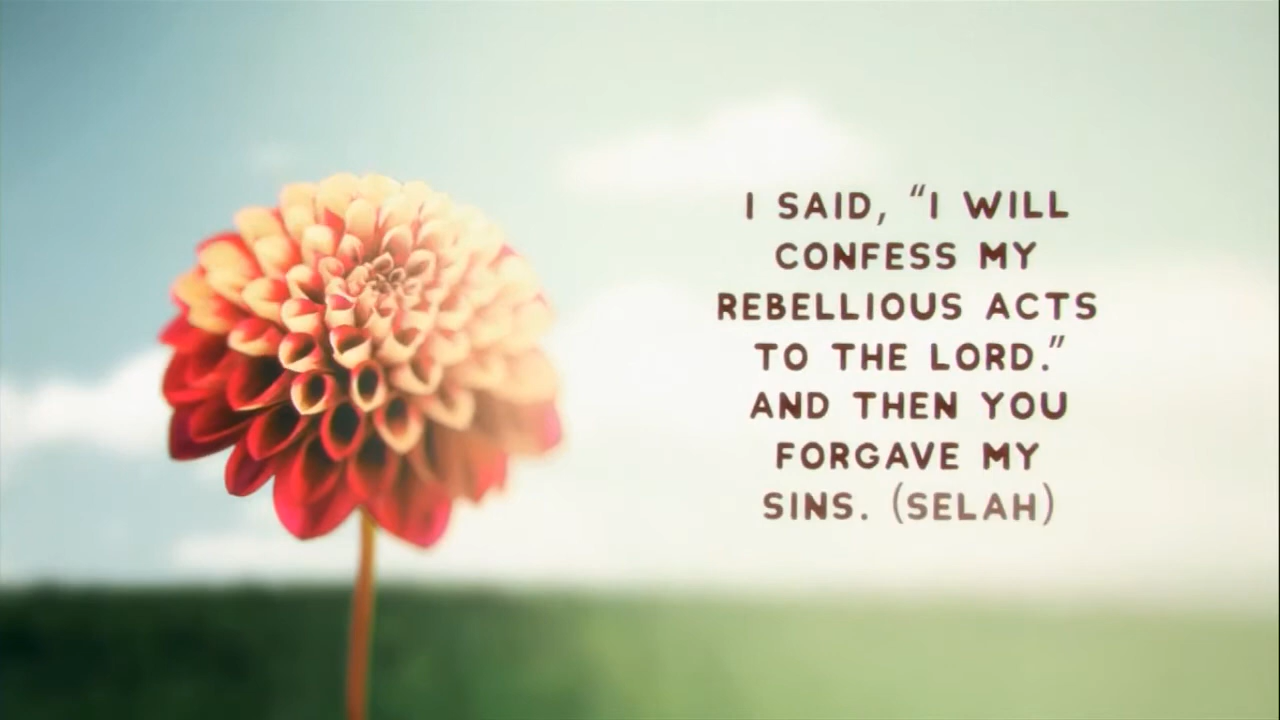 I SAID, “I WILL
CONFESS MY
REBELLIOUS ACTS
TO THE LORD.”
AND THEN YOU
FORGAVE MY
SINS. (SELAH)